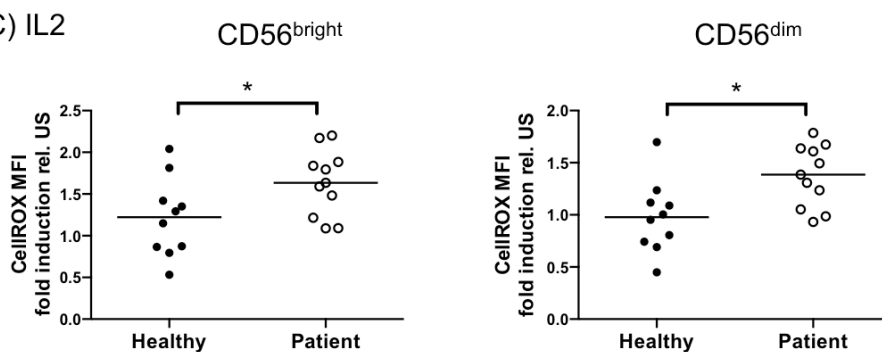 C) IL2
CD56bright
*
CellROX MFI
fold induction rel. US
2.5
2.0
1.5
1.0
0.5
0.0
Healthy Patient
CD56dim
*
CellROX MFI
fold induction rel. US
2.0
1.5
1.0
0.5
0.0
Healthy Patient